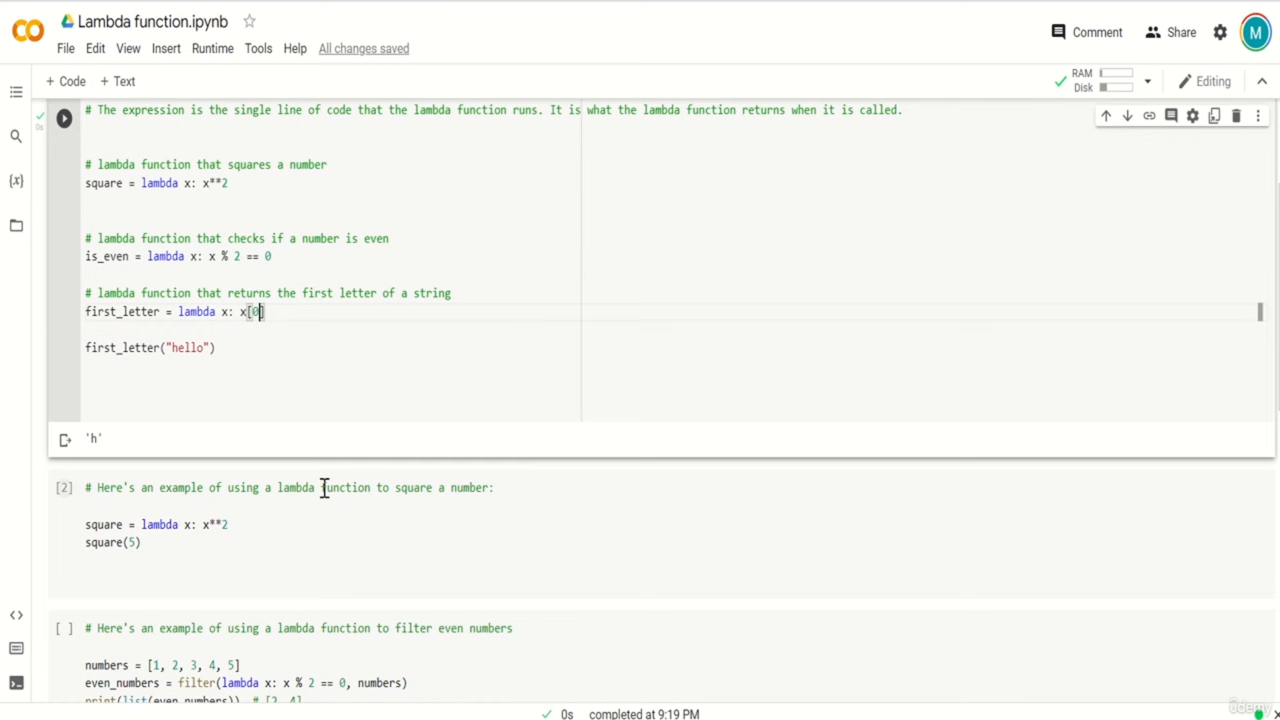 Lambda function.ipynb
File Edit View Insert Runtime Tools Help All changes saved
Comment Share M
+ Code + Text
RAM
Disk
Editing
# The expression is the single line of code that the lambda function runs. It is what the lambda function returns when it is called.
0s
# lambda function that squares a number
square = lambda x: x**2
{x}
# lambda function that checks if a number is even
is_even = lambda x: x % 2 == 0
# lambda function that returns the first letter of a string
first_letter = lambda x: x[0]
first_letter("hello")
'h'
[2] # Here's an example of using a lambda function to square a number:
square = lambda x: x**2
square(5)
[ ] # Here's an example of using a lambda function to filter even numbers
numbers = [1, 2, 3, 4, 5]
even_numbers = filter(lambda x: x % 2 == 0, numbers)
print(list(even_numbers)) # [2, 4]
0s completed at 9:19 PM
ûdemy